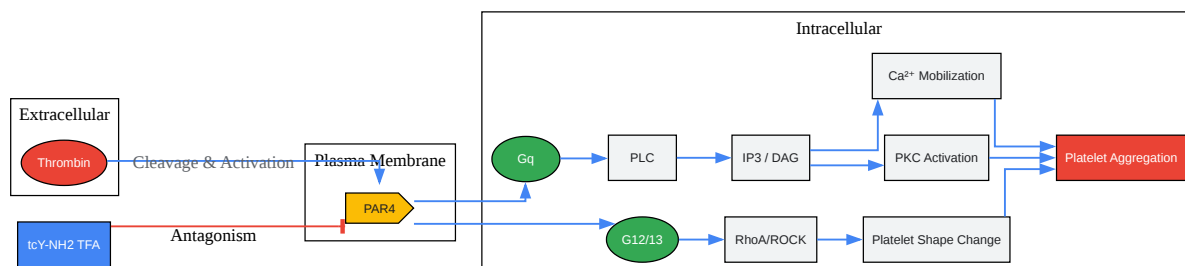 Extracellular
Thrombin
Cleavage & Activation
tcY-NH2 TFA
Antagonism
Plasma Membrane
PAR4
Intracellular
Gq
PLC
IP3 / DAG
Ca²⁺ Mobilization
PKC Activation
Platelet Aggregation
G12/13
RhoA/ROCK
Platelet Shape Change